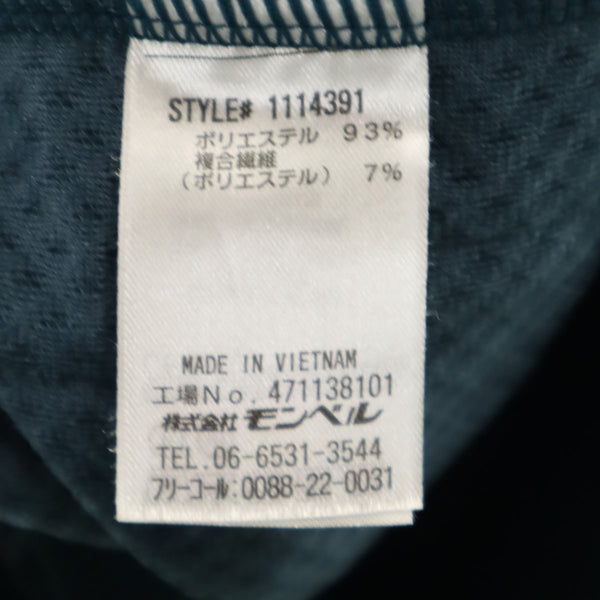 STYLE# 1114391
ポリエステル 93%
複合繊維
(ポリエステル) 7%
MADE IN VIETNAM
工場No. 471138101
株式会社 モンベル
TEL.06-6531-3544
フリーコール:0088-22-0031